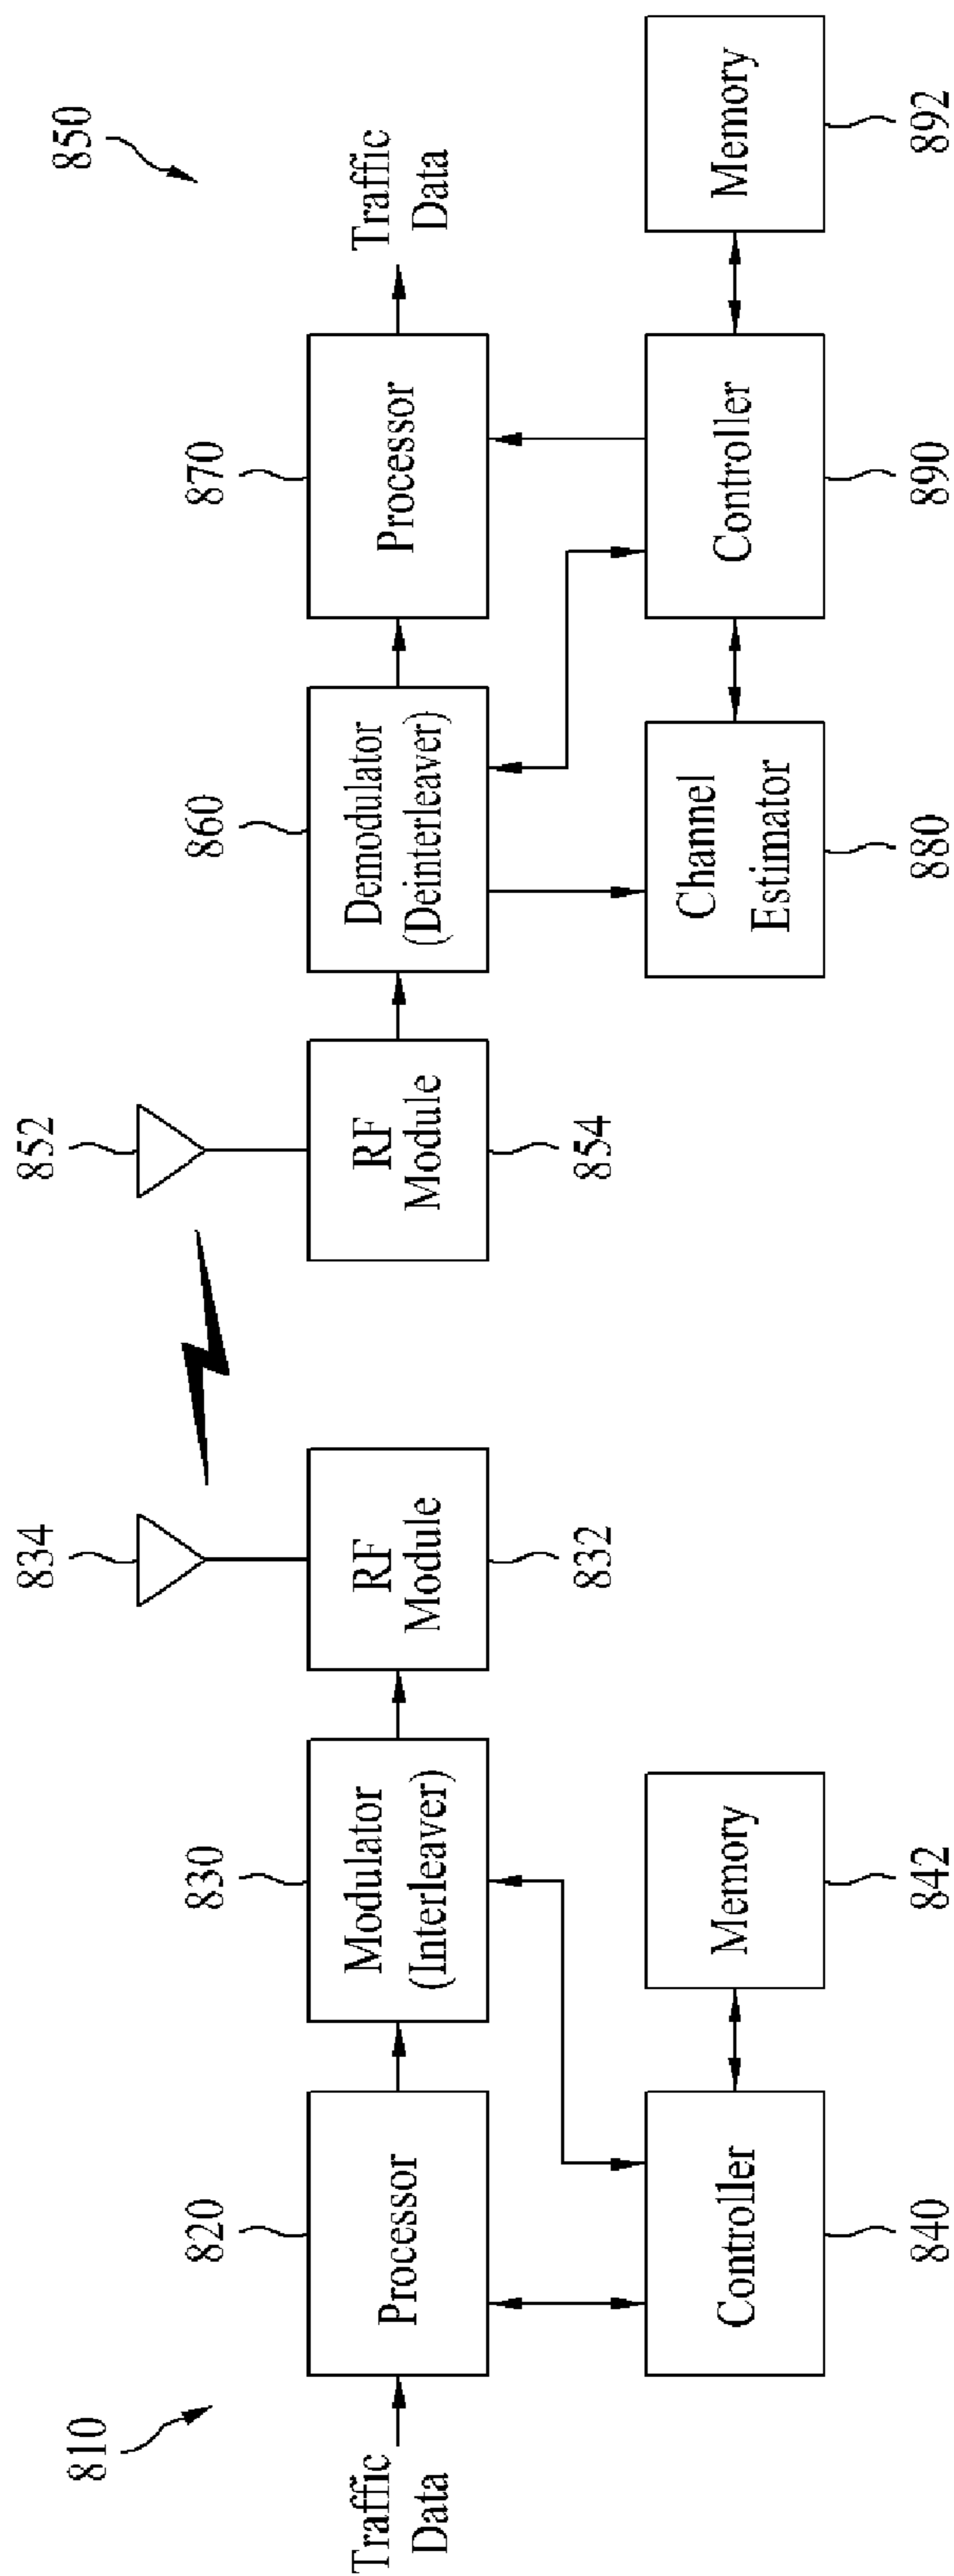 810
Traffic
Data
820
Processor
830
Modulator
(Interleaver)
834
RF
Module
832
Controller
840
Memory
842
850
852
RF
Module
854
860
Demodulator
(Deinterleaver)
870
Processor
Traffic
Data
Channel
Estimator
880
Controller
890
Memory
892